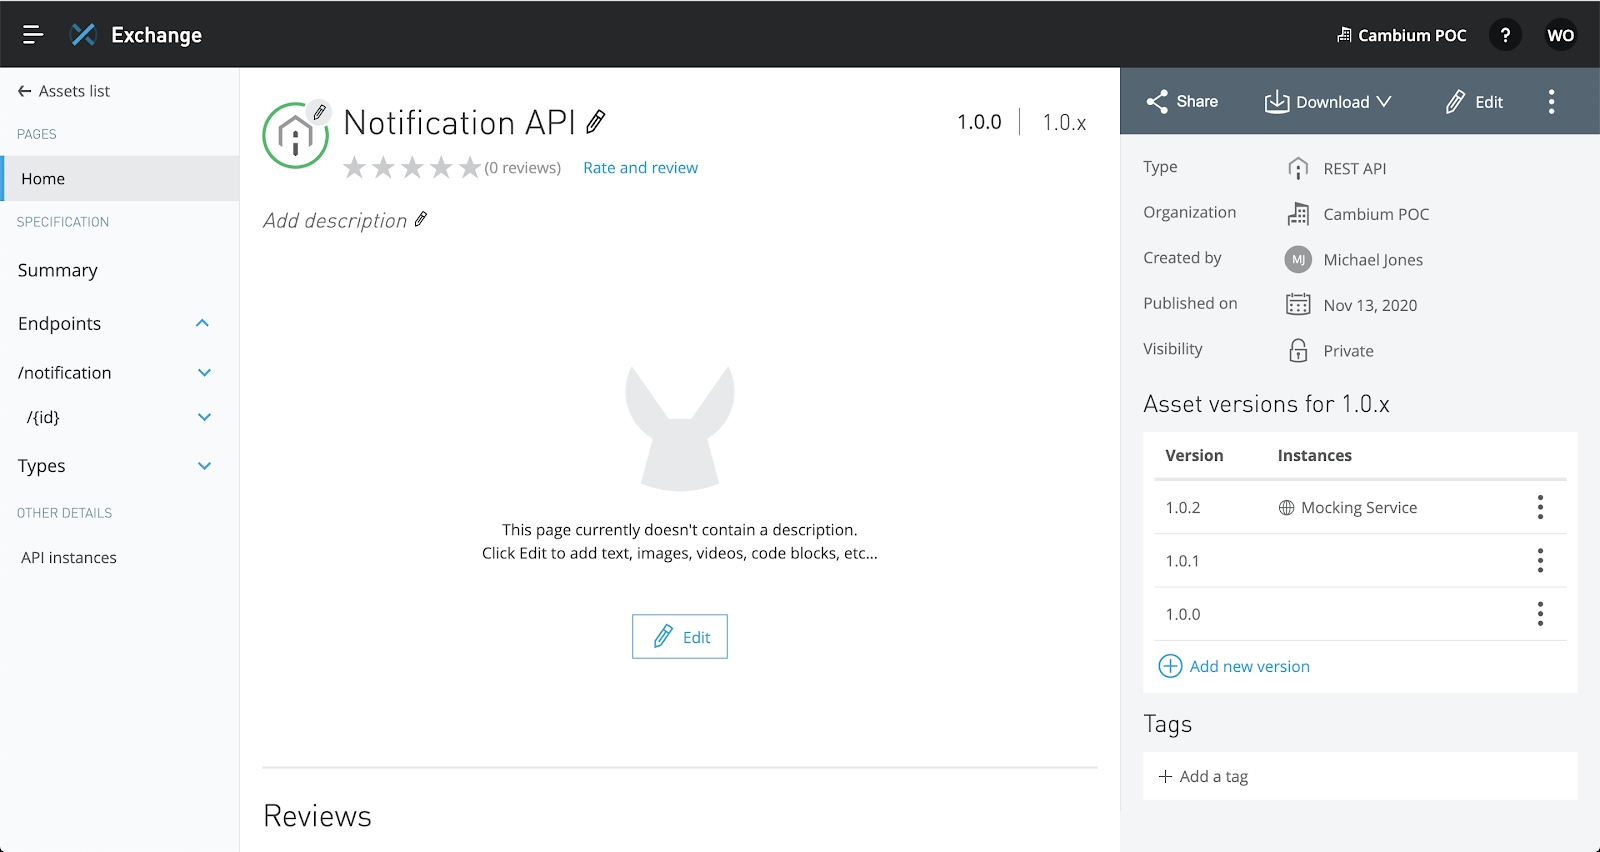 Exchange
Cambium POC
?
WO
Assets list
PAGES
Home
SPECIFICATION
Summary
Endpoints
/notification
/{id}
Types
OTHER DETAILS
API instances
Notification API
1.0.0
1.0.x
(0 reviews)
Rate and review
Add description
This page currently doesn't contain a description.
Click Edit to add text, images, videos, code blocks, etc...
Edit
Reviews
Share
Download
Edit
Type
REST API
Organization
Cambium POC
Created by
MJ
Michael Jones
Published on
Nov 13, 2020
Visibility
Private
Asset versions for 1.0.x
Version Instances
1.0.2 Mocking Service
1.0.1
1.0.0
Add new version
Tags
Add a tag